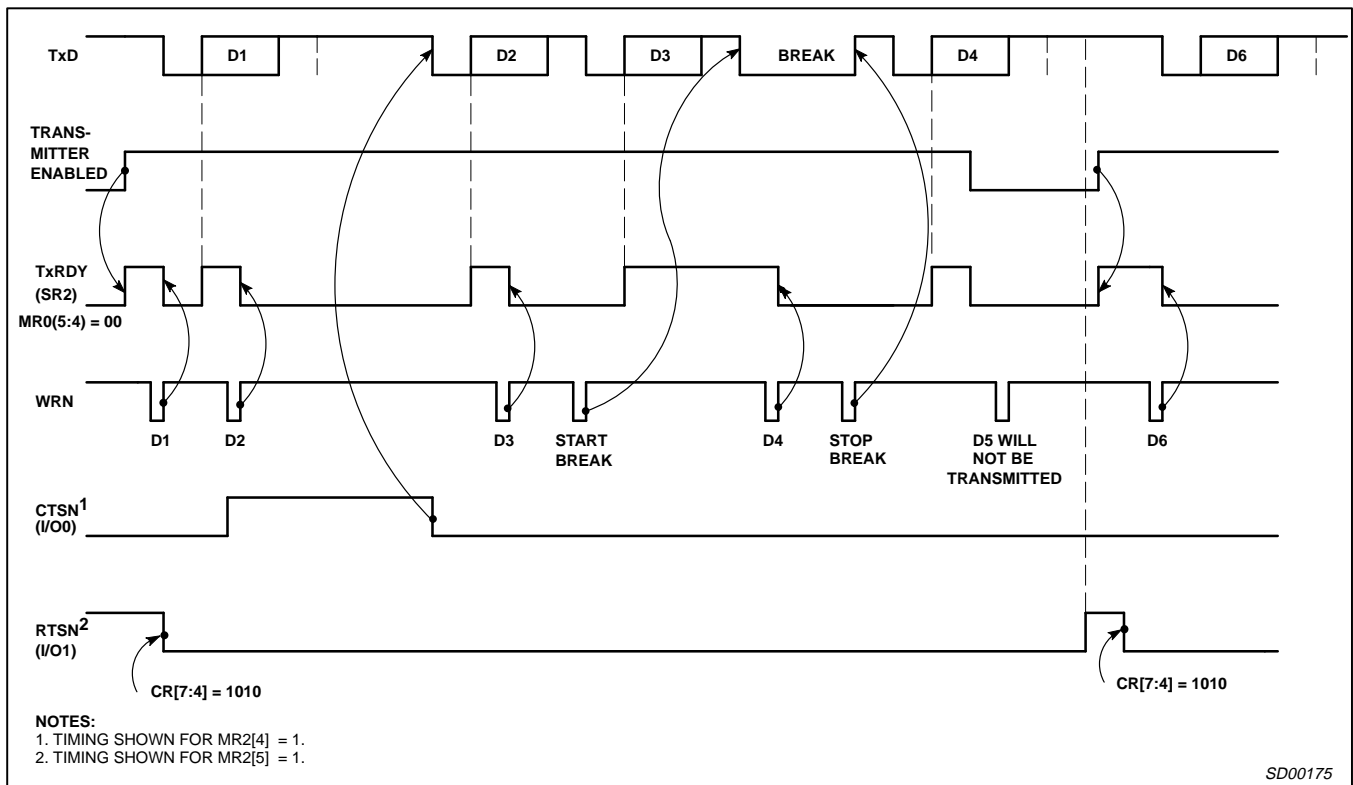 TxD
D1
D2
D3
BREAK
D4
D6
TRANS-
MITTER
ENABLED
TxRDY
(SR2)
MR0(5:4) = 00
WRN
D1
D2
D3
START
BREAK
D4
STOP
BREAK
D5 WILL
NOT BE
TRANSMITTED
D6
CTSN1
(I/O0)
RTSN2
(I/O1)
CR[7:4] = 1010
CR[7:4] = 1010
NOTES:
1. TIMING SHOWN FOR MR2[4] = 1.
2. TIMING SHOWN FOR MR2[5] = 1.
SD00175